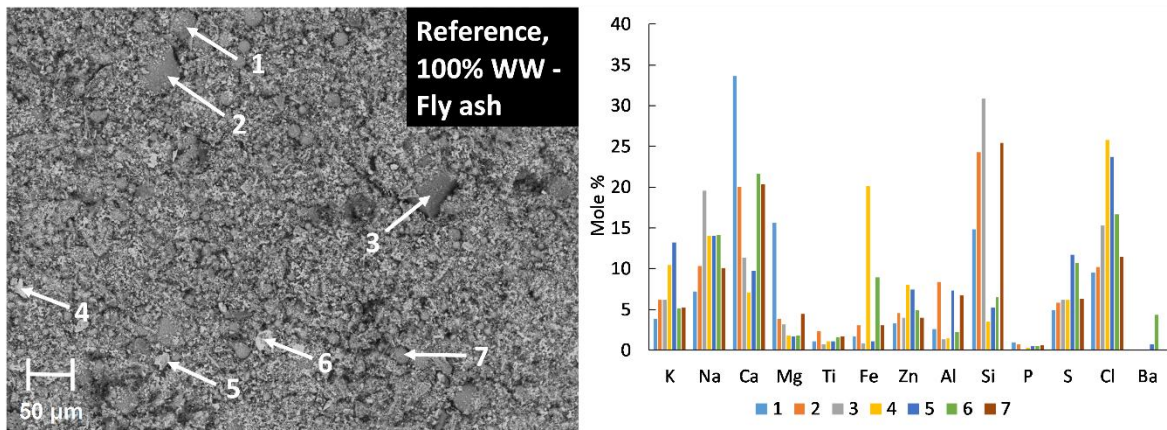 Reference,
100% WW -
Fly ash
1
2
3
4
5
6
7
50 µm
Mole %
40
35
30
25
20
15
10
5
0
K Na Ca Mg Ti Fe Zn Al Si P S Cl Ba
1 2 3 4 5 6 7